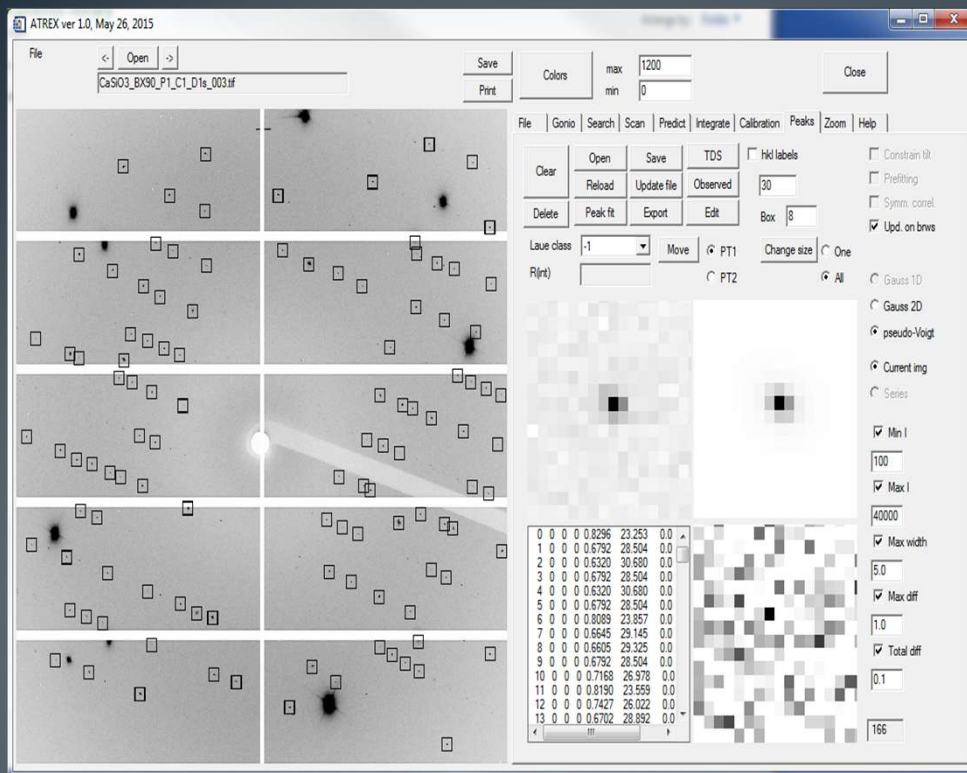 ATREX ver 1.0, May 26, 2015
File
<- Open ->
Save
Colors
max 1200
Close
CaSiO3_BX90_P1_C1_D1s_003.tif
Print
min 0
File Gonio Search Scan Predict Integrate Calibration Peaks Zoom Help
Clear Open Save TDS hkl labels Constrain tilt
Reload Update file Observed 30 Prefitting
Symm. correl.
Delete Peak fit Export Edit Box 8 Upd. on brws
Laue class -1 Move PT1 Change size One
R(int) PT2 All
Gauss 1D
Gauss 2D
pseudo-Voigt
Current img
Series
Min I
100
Max I
40000
Max width
5.0
Max diff
1.0
Total diff
0.1
166
0 0 0 0 0.8296 23.253 0.0
1 0 0 0 0.6792 28.504 0.0
2 0 0 0 0.6320 30.680 0.0
3 0 0 0 0.6792 28.504 0.0
4 0 0 0 0.6320 30.680 0.0
5 0 0 0 0.6792 28.504 0.0
6 0 0 0 0.8089 23.857 0.0
7 0 0 0 0.6645 29.145 0.0
8 0 0 0 0.6605 29.325 0.0
9 0 0 0 0.6792 28.504 0.0
10 0 0 0 0.7168 26.978 0.0
11 0 0 0 0.8190 23.559 0.0
12 0 0 0 0.7427 26.022 0.0
13 0 0 0 0.6702 28.892 0.0